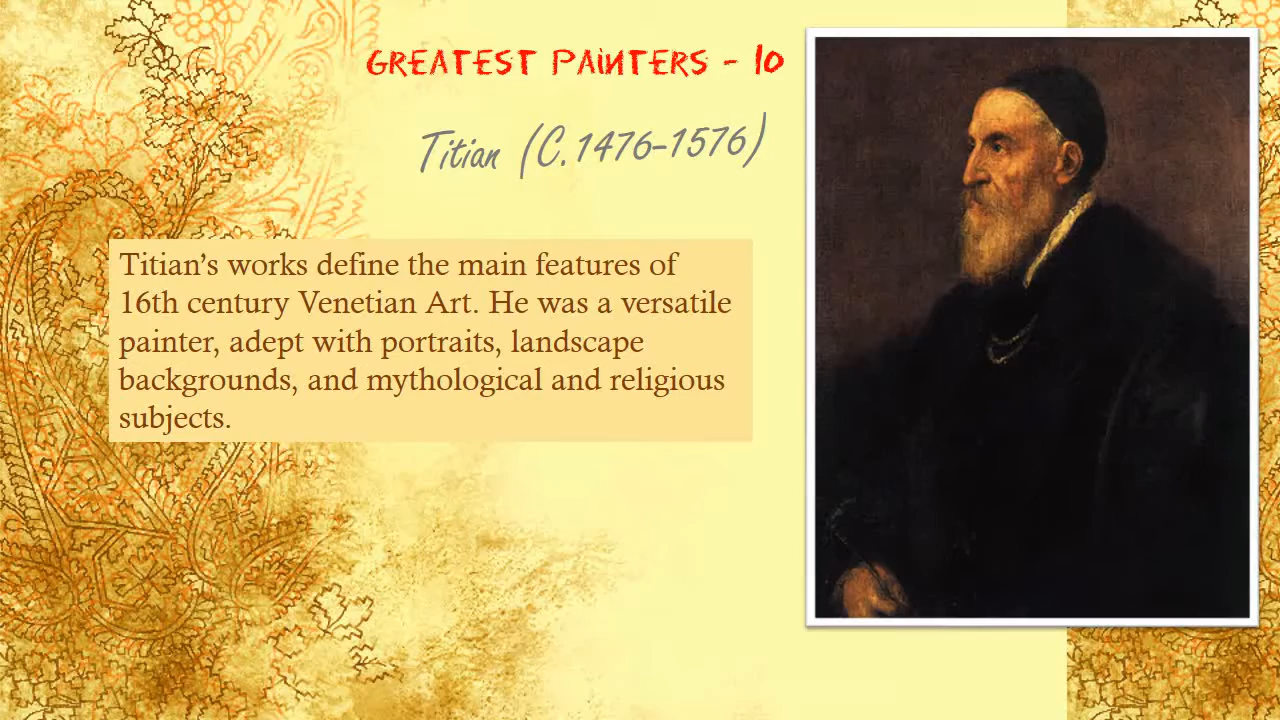 GREATEST PAINTERS - 10
Titian (C.1476-1576)
Titian’s works define the main features of
16th century Venetian Art. He was a versatile
painter, adept with portraits, landscape
backgrounds, and mythological and religious
subjects.